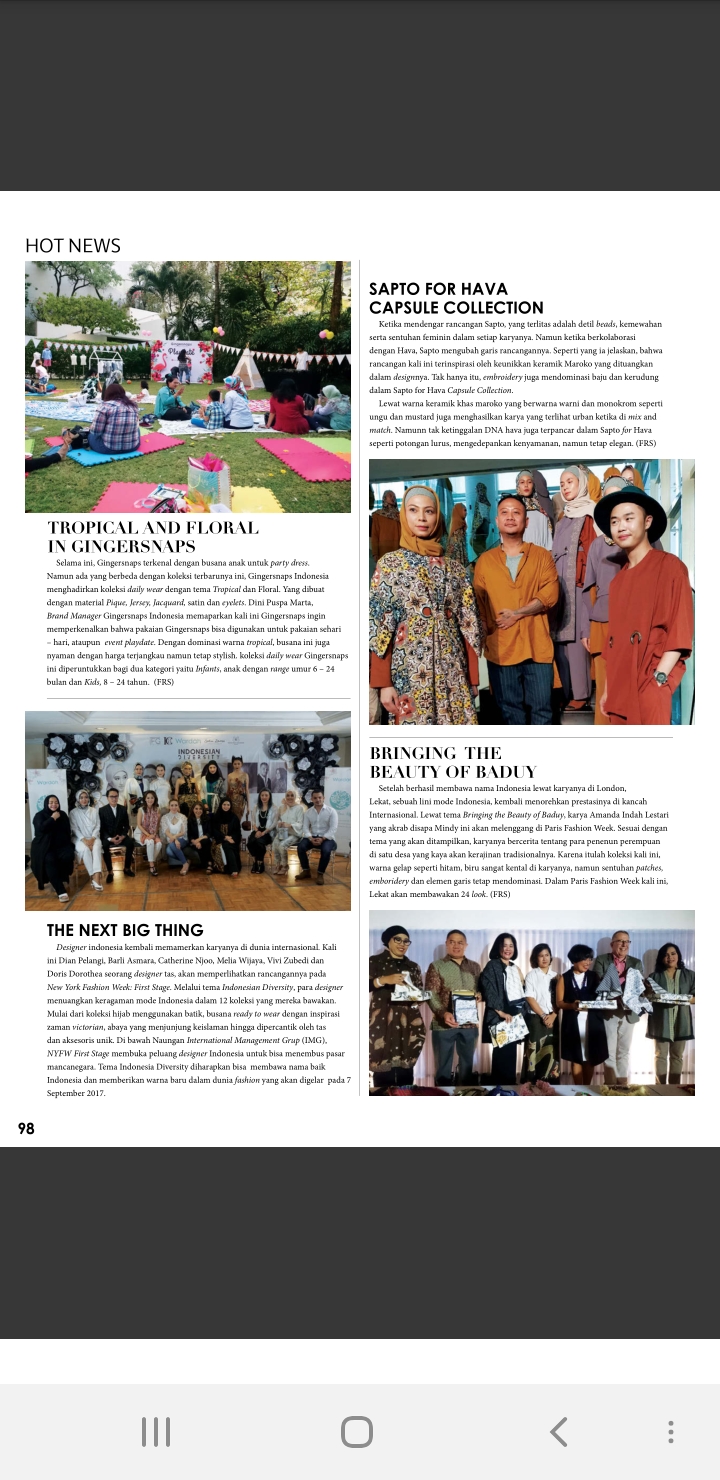 HOT NEWS
TROPICAL AND FLORAL
IN GINGERSNAPS
Selama ini, Gingersnaps terkenal dengan busana anak untuk party dress.
Namun ada yang berbeda dengan koleksi terbarunya ini, Gingersnaps Indonesia
menghadirkan koleksi daily wear dengan tema Tropical dan Floral. Yang dibuat
dengan material Pique, Jersey, Jacquard, satin dan eyelets. Dini Puspa Marta,
Brand Manager Gingersnaps Indonesia memaparkan kali ini Gingersnaps ingin
memperkenalkan bahwa pakaian Gingersnaps bisa digunakan untuk pakaian sehari
– hari, ataupun event playdate. Dengan dominasi warna tropical, busana ini juga
nyaman dengan harga terjangkau namun tetap stylish. koleksi daily wear Gingersnaps
ini diperuntukkan bagi dua kategori yaitu Infants, anak dengan range umur 6 – 24
bulan dan Kids, 8 – 24 tahun. (FRS)
INDONESIAN
DIVERSITY
THE NEXT BIG THING
Designer indonesia kembali memamerkan karyanya di dunia internasional. Kali
ini Dian Pelangi, Barli Asmara, Catherine Njoo, Melia Wijaya, Vivi Zubedi dan
Doris Dorothea seorang designer tas, akan memperlihatkan rancangannya pada
New York Fashion Week: First Stage. Melalui tema Indonesian Diversity, para designer
menuangkan keragaman mode Indonesia dalam 12 koleksi yang mereka bawakan.
Mulai dari koleksi hijab menggunakan batik, busana ready to wear dengan inspirasi
zaman victorian, abaya yang menjunjung keislaman hingga dipercantik oleh tas
dan aksesoris unik. Di bawah Naungan International Management Grup (IMG),
NYFW First Stage membuka peluang designer Indonesia untuk bisa menembus pasar
mancanegara. Tema Indonesia Diversity diharapkan bisa membawa nama baik
Indonesia dan memberikan warna baru dalam dunia fashion yang akan digelar pada 7
September 2017.
SAPTO FOR HAVA
CAPSULE COLLECTION
Ketika mendengar rancangan Sapto, yang terlitas adalah detil beads, kemewahan
serta sentuhan feminin dalam setiap karyanya. Namun ketika berkolaborasi
dengan Hava, Sapto mengubah garis rancangannya. Seperti yang ia jelaskan, bahwa
rancangan kali ini terinspirasi oleh keunikkan keramik Maroko yang dituangkan
dalam designnya. Tak hanya itu, embroidery juga mendominasi baju dan kerudung
dalam Sapto for Hava Capsule Collection.
Lewat warna keramik khas maroko yang berwarna warni dan monokrom seperti
ungu dan mustard juga menghasilkan karya yang terlihat urban ketika di mix and
match. Namunn tak ketinggalan DNA hava juga terpancar dalam Sapto for Hava
seperti potongan lurus, mengedepankan kenyamanan, namun tetap elegan. (FRS)
BRINGING THE
BEAUTY OF BADUY
Setelah berhasil membawa nama Indonesia lewat karyanya di London,
Lekat, sebuah lini mode Indonesia, kembali menorehkan prestasinya di kancah
Internasional. Lewat tema Bringing the Beauty of Baduy, karya Amanda Indah Lestari
yang akrab disapa Mindy ini akan melenggang di Paris Fashion Week. Sesuai dengan
tema yang akan ditampilkan, karyanya bercerita tentang para penenun perempuan
di satu desa yang kaya akan kerajinan tradisionalnya. Karena itulah koleksi kali ini,
warna gelap seperti hitam, biru sangat kental di karyanya, namun sentuhan patches,
emboridery dan elemen garis tetap mendominasi. Dalam Paris Fashion Week kali ini,
Lekat akan membawakan 24 look. (FRS)
98